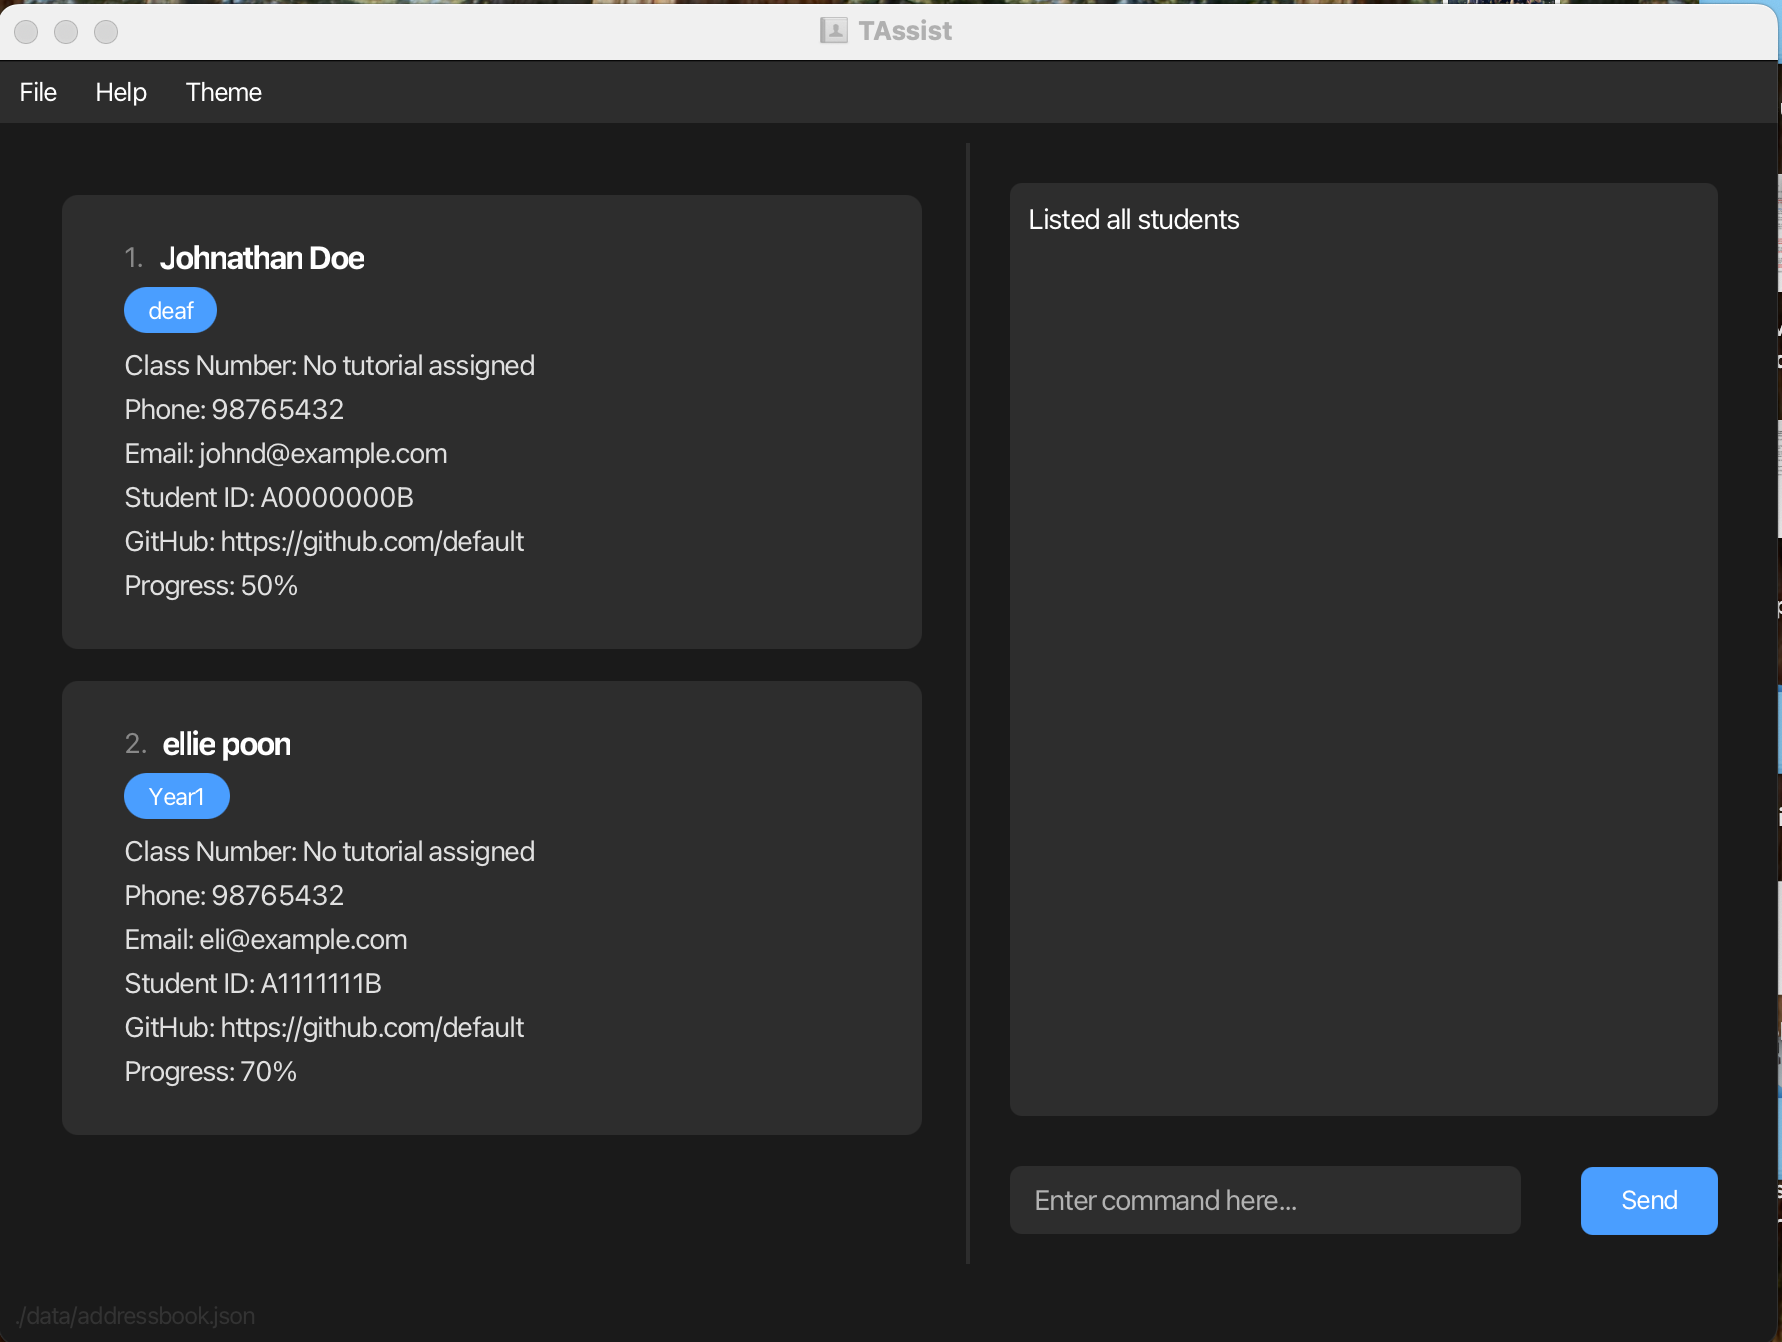 TAssist
File Help Theme
1. Johnathan Doe
deaf
Class Number: No tutorial assigned
Phone: 98765432
Email: johnd@example.com
Student ID: A0000000B
GitHub: https://github.com/default
Progress: 50%
2. ellie poon
Year1
Class Number: No tutorial assigned
Phone: 98765432
Email: eli@example.com
Student ID: A1111111B
GitHub: https://github.com/default
Progress: 70%
Listed all students
Enter command here...
Send
./data/addressbook.json